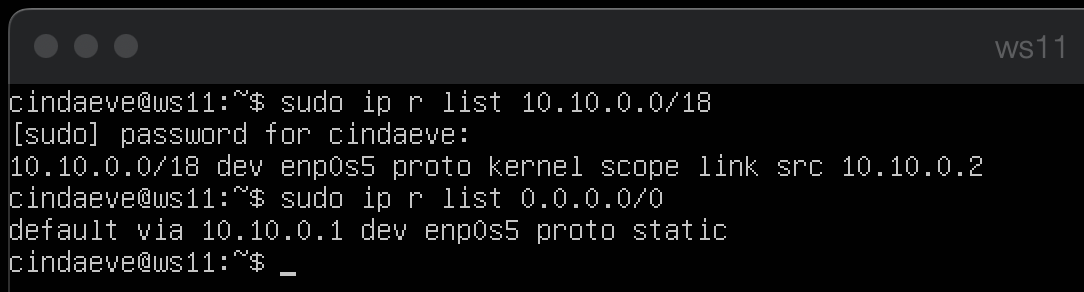 ws11
cindaeve@ws11:~$ sudo ip r list 10.10.0.0/18
[sudo] password for cindaeve:
10.10.0.0/18 dev enp0s5 proto kernel scope link src 10.10.0.2
cindaeve@ws11:~$ sudo ip r list 0.0.0.0/0
default via 10.10.0.1 dev enp0s5 proto static
cindaeve@ws11:~$ _